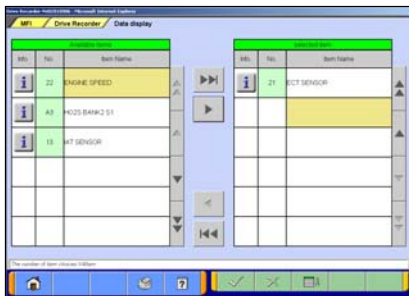 MFI / Drive Recorder / Data display
Available items
Selected item
Info. No. Item Name
Info. No. Item Name
22 ENGINE SPEED
21 ECT SENSOR
A3 HO2S BANK2 S1
13 IAT SENSOR